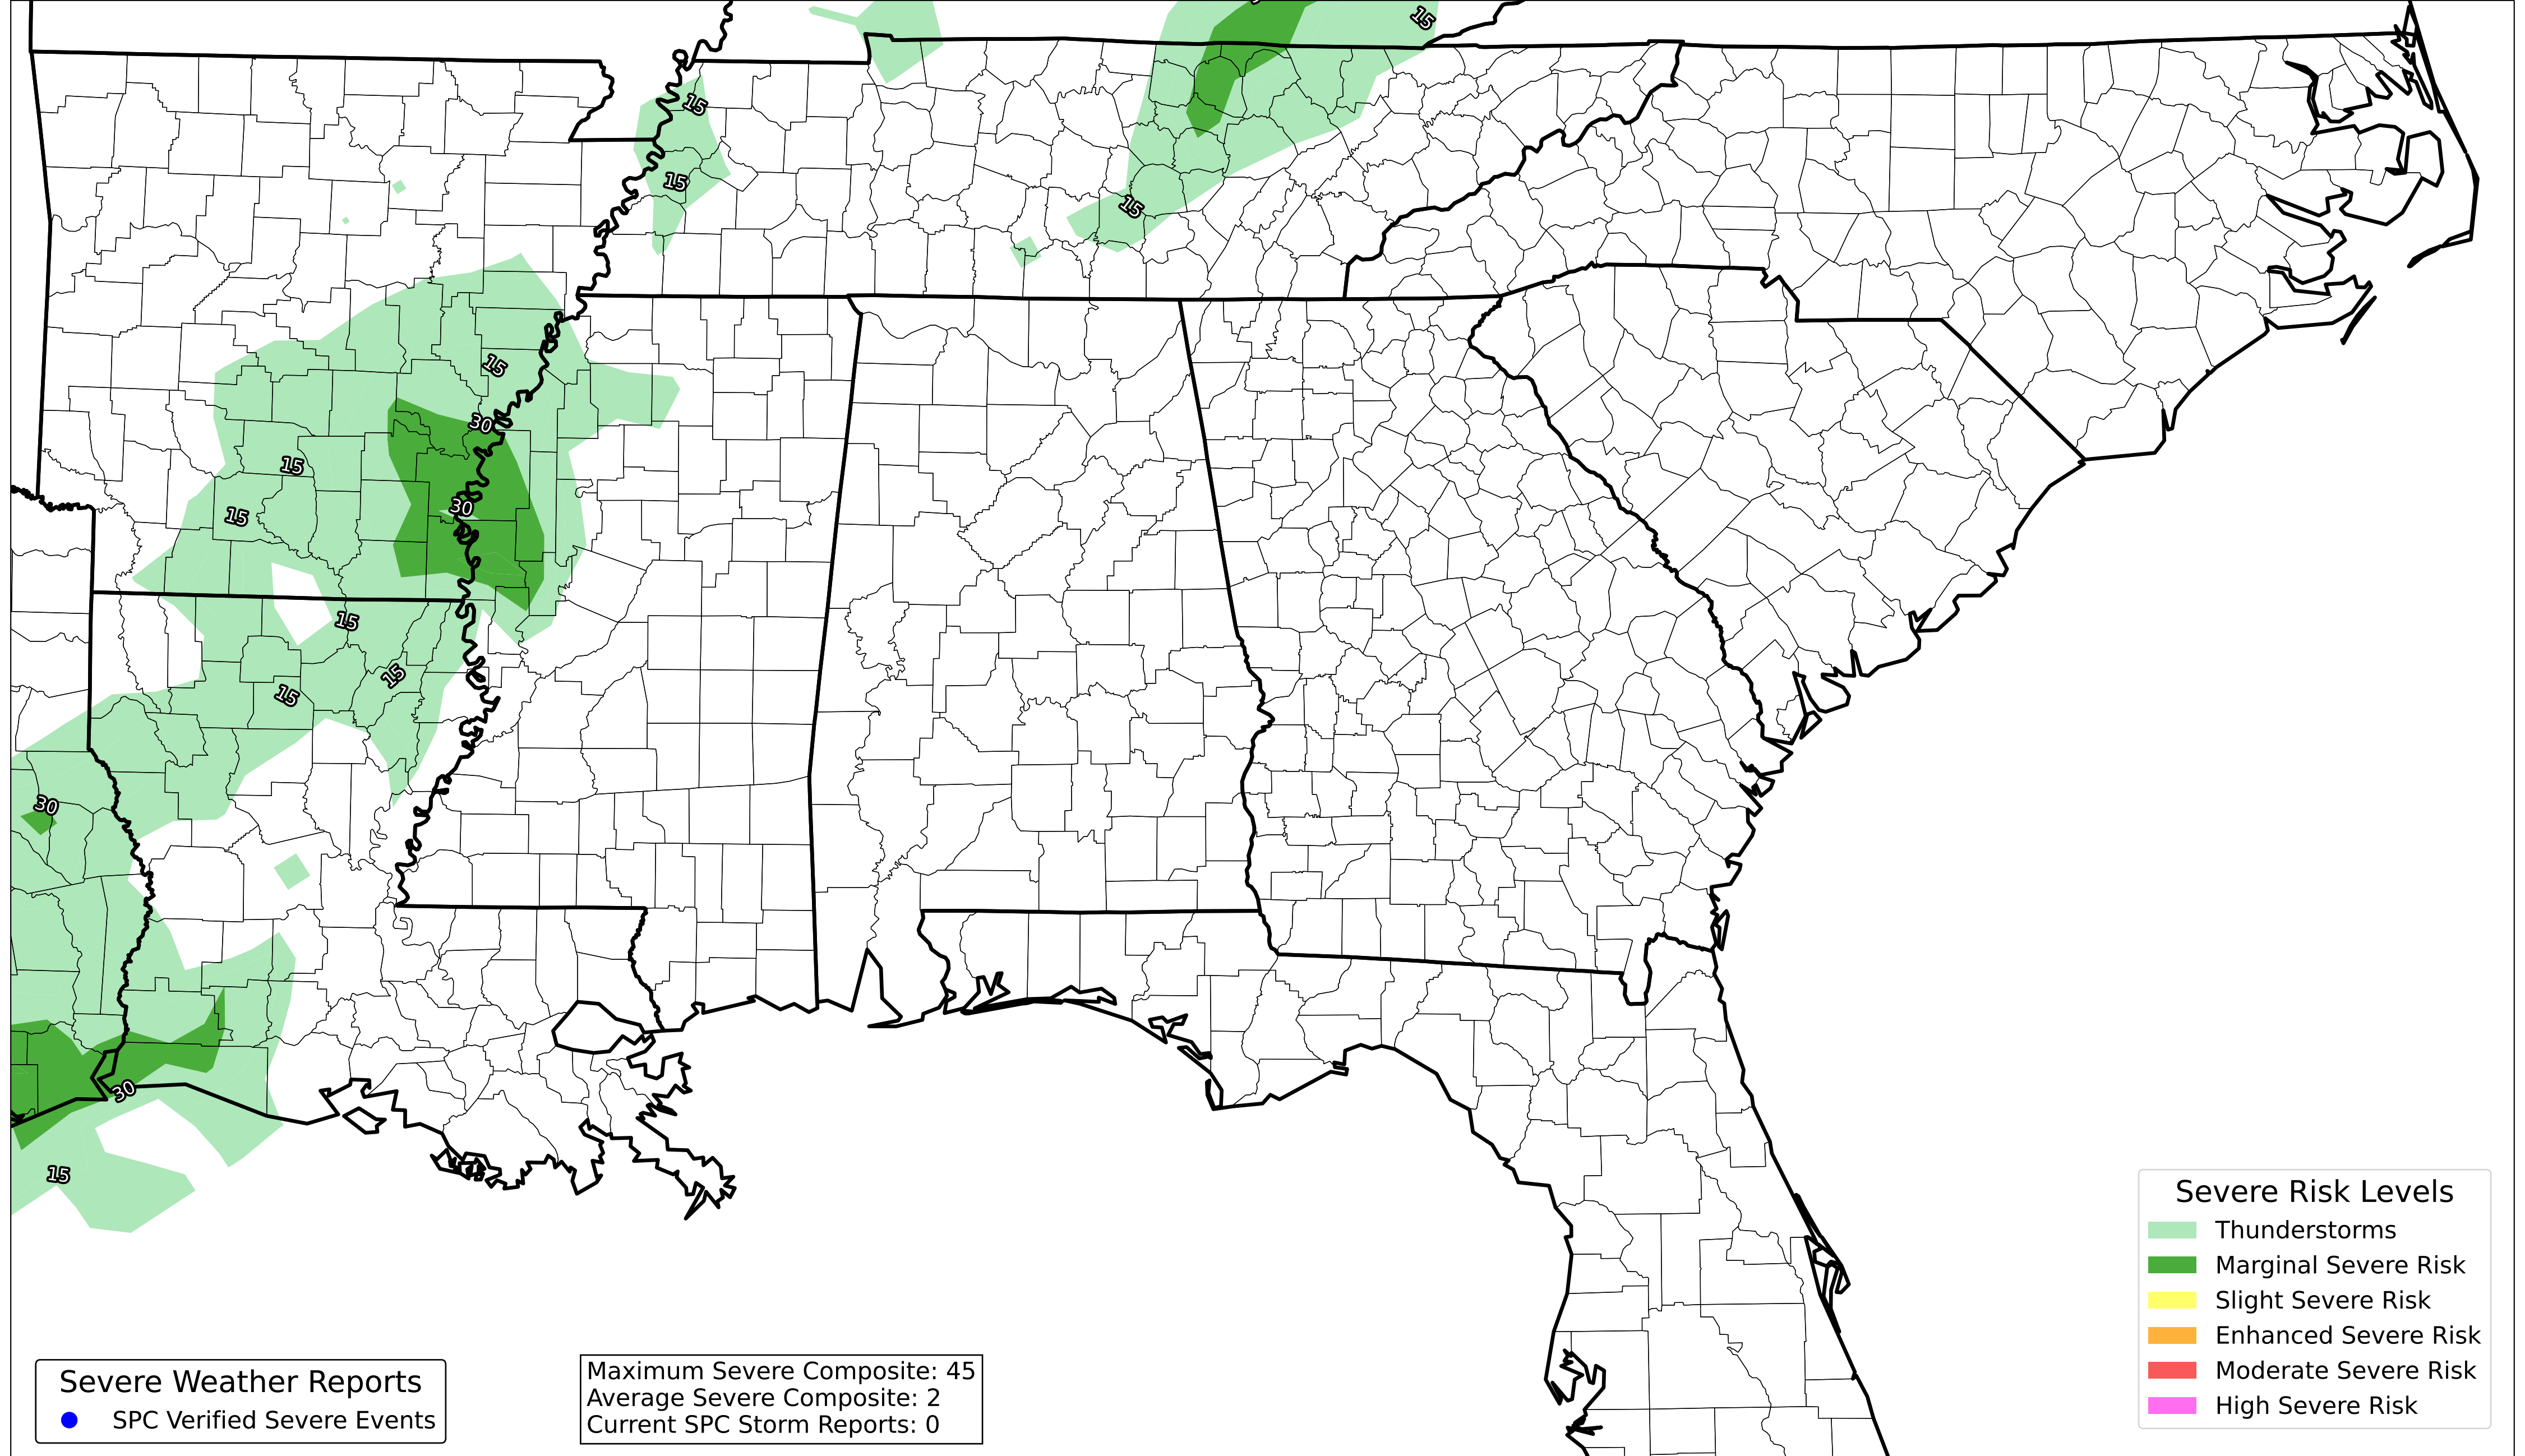 15
15
15
15
15
30
15
30
15
15
15
15
30
30
15
Severe Risk Levels
Thunderstorms
Marginal Severe Risk
Slight Severe Risk
Enhanced Severe Risk
Moderate Severe Risk
High Severe Risk
Severe Weather Reports
SPC Verified Severe Events
Maximum Severe Composite: 45
Average Severe Composite: 2
Current SPC Storm Reports: 0